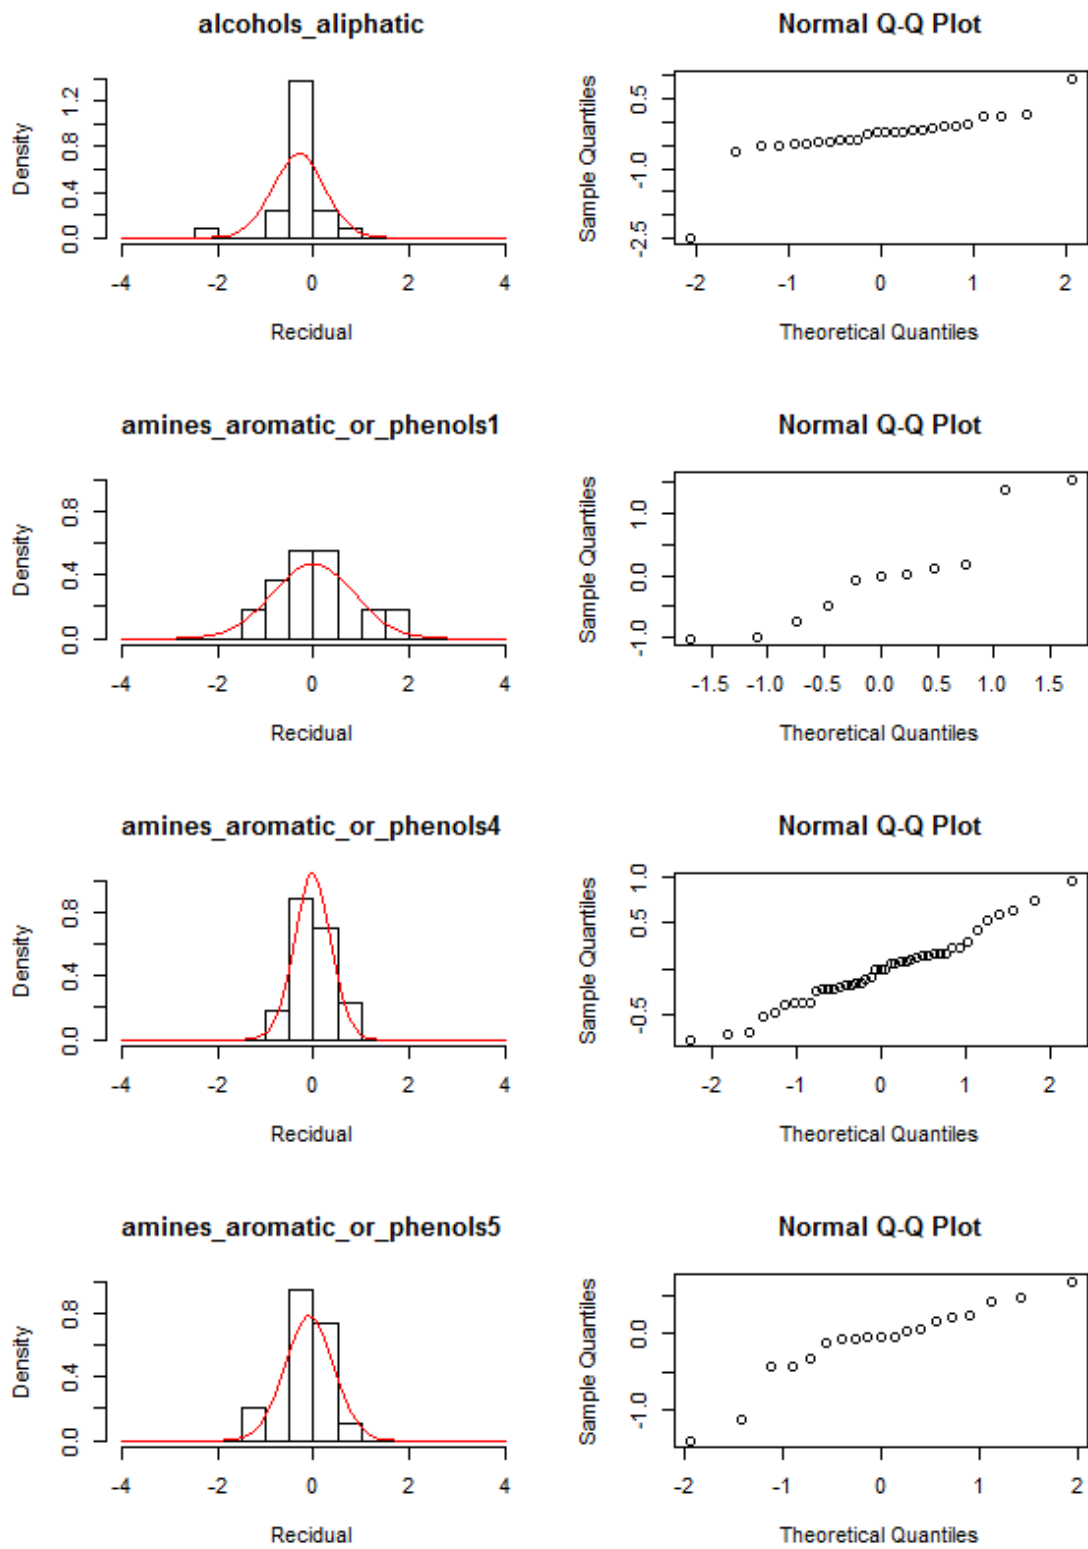 alcohols_aliphatic
Normal Q-Q Plot
Density
0.0 0.4 0.8 1.2
-4 -2 0 2 4
Recidual
Sample Quantiles
-2.5 -1.0 0.5
-2 -1 0 1 2
Theoretical Quantiles
amines_aromatic_or_phenols1
Normal Q-Q Plot
Density
0.0 0.4 0.8
-4 -2 0 2 4
Recidual
Sample Quantiles
-1.0 0.0 1.0
-1.5 -1.0 -0.5 0.0 0.5 1.0 1.5
Theoretical Quantiles
amines_aromatic_or_phenols4
Normal Q-Q Plot
Density
0.0 0.4 0.8
-4 -2 0 2 4
Recidual
Sample Quantiles
-0.5 0.5 1.0
-2 -1 0 1 2
Theoretical Quantiles
amines_aromatic_or_phenols5
Normal Q-Q Plot
Density
0.0 0.4 0.8
-4 -2 0 2 4
Recidual
Sample Quantiles
-1.0 0.0
-2 -1 0 1 2
Theoretical Quantiles